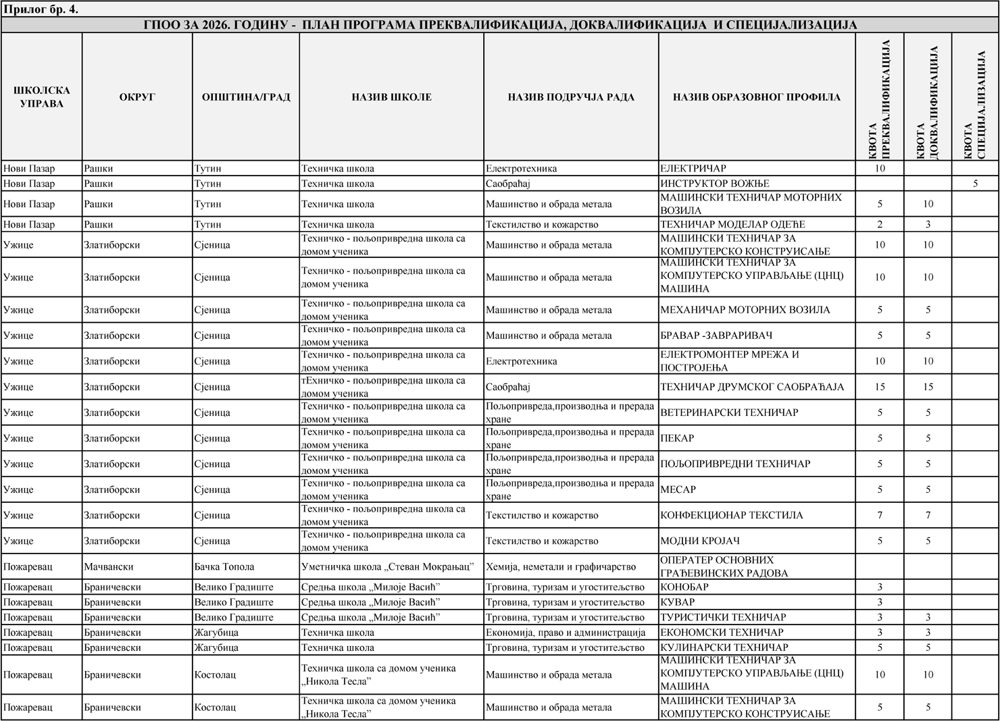 Прилог бр. 4.
ГПОО ЗА 2026. ГОДИНУ - ПЛАН ПРОГРАМА ПРЕКВАЛИФИКАЦИЈА, ДОКВАЛИФИКАЦИЈА И СПЕЦИЈАЛИЗАЦИЈА
ШКОЛСКА УПРАВА ОКРУГ ОПШТИНА/ГРАД НАЗИВ ШКОЛЕ НАЗИВ ПОДРУЧЈА РАДА НАЗИВ ОБРАЗОВНОГ ПРОФИЛА КВОТА ПРЕКВАЛИФИКАЦИЈА КВОТА ДОКВАЛИФИКАЦИЈА КВОТА СПЕЦИЈАЛИЗАЦИЈА
Нови Пазар Рашки Тутин Техничка школа Електротехника ЕЛЕКТРИЧАР 10
Нови Пазар Рашки Тутин Техничка школа Саобраћај ИНСТРУКТОР ВОЖЊЕ 5
Нови Пазар Рашки Тутин Техничка школа Машинство и обрада метала МАШИНСКИ ТЕХНИЧАР МОТОРНИХ ВОЗИЛА 5 10
Нови Пазар Рашки Тутин Техничка школа Текстилство и кожарство ТЕХНИЧАР МОДЕЛАР ОДЕЋЕ 2 3
Ужице Златиборски Сјеница Техничко - пољопривредна школа са домом ученика Машинство и обрада метала МАШИНСКИ ТЕХНИЧАР ЗА КОМПЈУТЕРСКО КОНСТРУИСАЊЕ 10 10
Ужице Златиборски Сјеница Техничко - пољопривредна школа са домом ученика Машинство и обрада метала МАШИНСКИ ТЕХНИЧАР ЗА КОМПЈУТЕРСКО УПРАВЉАЊЕ (ЦНЦ) МАШИНА 10 10
Ужице Златиборски Сјеница Техничко - пољопривредна школа са домом ученика Машинство и обрада метала МЕХАНИЧАР МОТОРНИХ ВОЗИЛА 5 5
Ужице Златиборски Сјеница Техничко - пољопривредна школа са домом ученика Машинство и обрада метала БРАВАР -ЗАВРАРИВАЧ 5 5
Ужице Златиборски Сјеница Техничко - пољопривредна школа са домом ученика Електротехника ЕЛЕКТРОМОНТЕР МРЕЖА И ПОСТРОЈЕЊА 10 10
Ужице Златиборски Сјеница тЕхничко - пољопривредна школа са домом ученика Саобраћај ТЕХНИЧАР ДРУМСКОГ САОБРАЋАЈА 15 15
Ужице Златиборски Сјеница Техничко - пољопривредна школа са домом ученика Пољопривреда,производња и прерада хране ВЕТЕРИНАРСКИ ТЕХНИЧАР 5 5
Ужице Златиборски Сјеница Техничко - пољопривредна школа са домом ученика Пољопривреда,производња и прерада хране ПЕКАР 5 5
Ужице Златиборски Сјеница Техничко - пољопривредна школа са домом ученика Пољопривреда,производња и прерада хране ПОЉОПРИВРЕДНИ ТЕХНИЧАР 5 5
Ужице Златиборски Сјеница Техничко - пољопривредна школа са домом ученика Пољопривреда,производња и прерада хране МЕСАР 5 5
Ужице Златиборски Сјеница Техничко - пољопривредна школа са домом ученика Текстилство и кожарство КОНФЕКЦИОНАР ТЕКСТИЛА 7 7
Ужице Златиборски Сјеница Техничко - пољопривредна школа са домом ученика Текстилство и кожарство МОДНИ КРОЈАЧ 5 5
Пожаревац Мачвански Бачка Топола Уметничка школа „Стеван Мокрањац” Хемија, неметали и графичарство ОПЕРАТЕР ОСНОВНИХ ГРАЂЕВИНСКИХ РАДОВА
Пожаревац Браничевски Велико Градиште Средња школа „Милоје Васић” Трговина, туризам и угоститељство КОНОБАР 3
Пожаревац Браничевски Велико Градиште Средња школа „Милоје Васић” Трговина, туризам и угоститељство КУВАР 3
Пожаревац Браничевски Велико Градиште Средња школа „Милоје Васић” Трговина, туризам и угоститељство ТУРИСТИЧКИ ТЕХНИЧАР 3 3
Пожаревац Браничевски Жагубица Техничка школа Економија, право и администрација ЕКОНОМСКИ ТЕХНИЧАР 3 3
Пожаревац Браничевски Жагубица Техничка школа Трговина, туризам и угоститељство КУЛИНАРСКИ ТЕХНИЧАР 5 5
Пожаревац Браничевски Костолац Техничка школа са домом ученика „Никола Тесла” Машинство и обрада метала МАШИНСКИ ТЕХНИЧАР ЗА КОМПЈУТЕРСКО УПРАВЉАЊЕ (ЦНЦ) МАШИНА 10 10
Пожаревац Браничевски Костолац Техничка школа са домом ученика „Никола Тесла” Машинство и обрада метала МАШИНСКИ ТЕХНИЧАР ЗА КОМПЈУТЕРСКО КОНСТРУИСАЊЕ 5 5